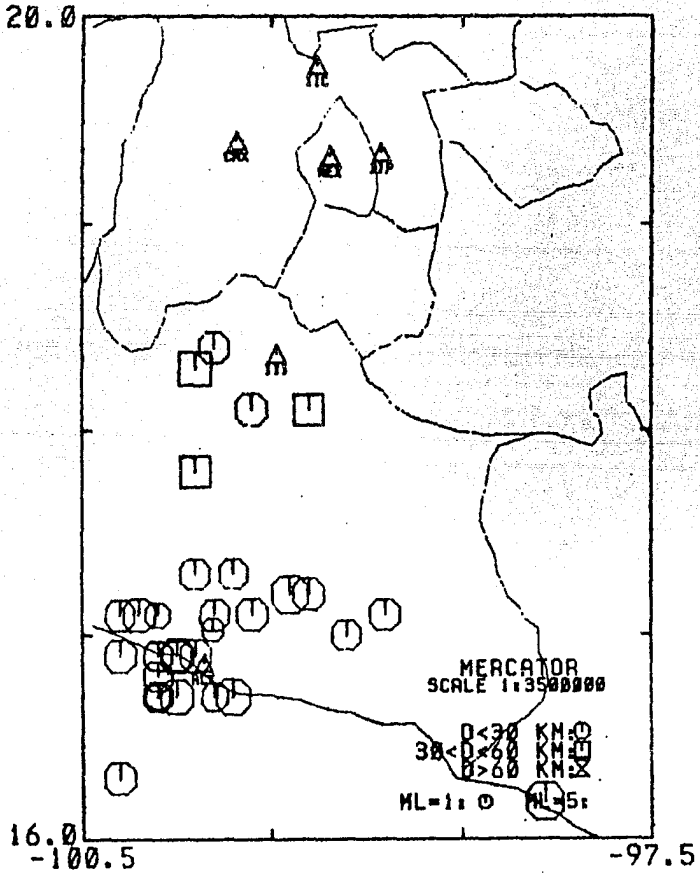 20.0
MERCATOR
SCALE 1:3500000
D<30 KM:
30<D<60 KM:
D>60 KM:
ML=1: ML=5:
16.0
-100.5 -97.5